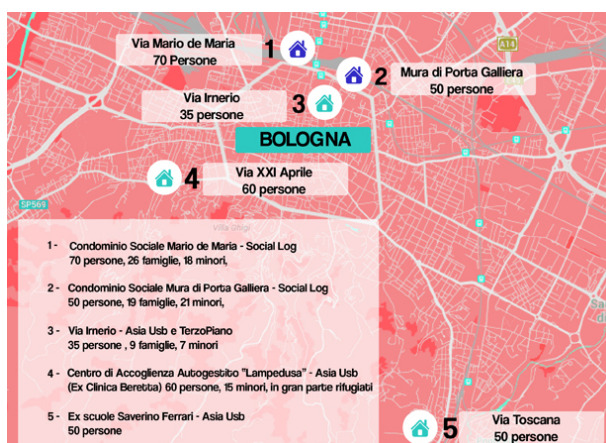 Via Mario de Maria
70 Persone
1
2
Mura di Porta Galliera
50 persone
A14
Via Irnerio
35 persone
3
BOLOGNA
4
Via XXI Aprile
60 persone
SP569
Villa Ghigi
1 - Condominio Sociale Mario de Maria - Social Log
70 persone, 26 famiglie, 18 minori,
2 - Condominio Sociale Mura di Porta Galliera - Social Log
50 persone, 19 famiglie, 21 minori,
3 - Via Irnerio - Asia Usb e TerzoPiano
35 persone , 9 famiglie, 7 minori
4 - Centro di Accoglienza Autogestito "Lampedusa" - Asia Usb
(Ex Clinica Beretta) 60 persone, 15 minori, in gran parte rifugiati
5 - Ex scuole Saverino Ferrari - Asia Usb
50 persone
5
Via Toscana
50 persone